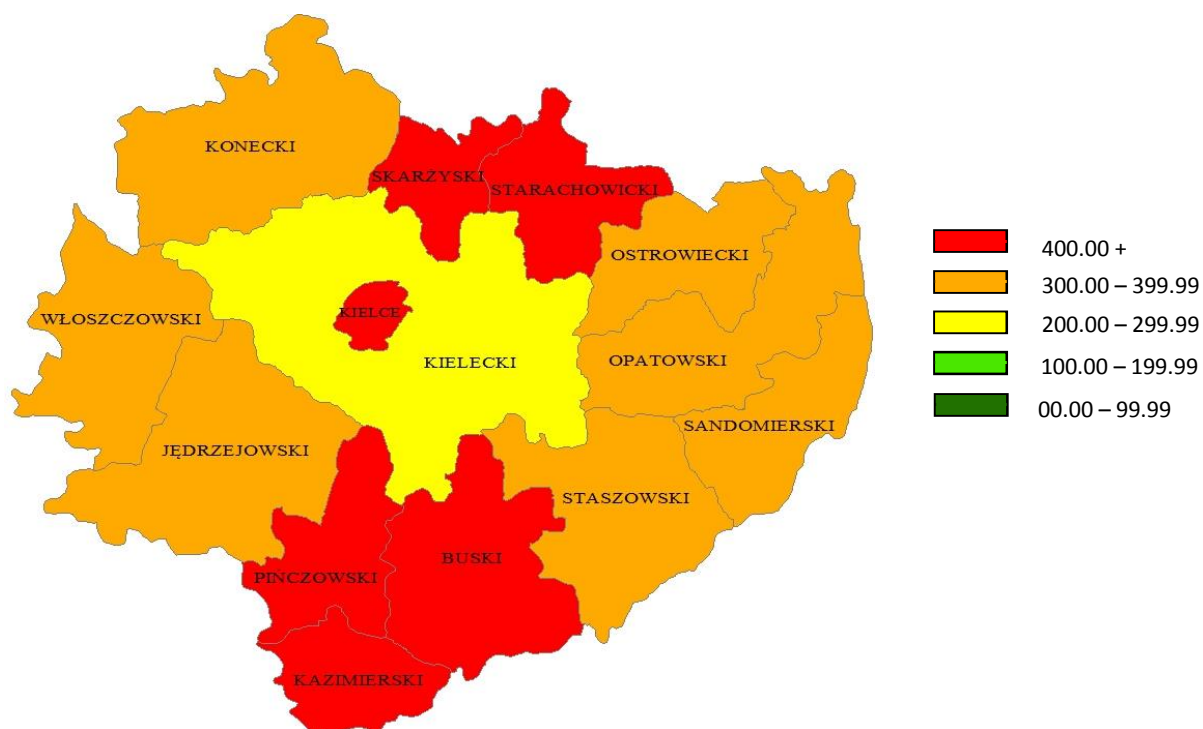 KONECKI
SKARŻYSKI
STARACHOWICKI
OSTROWIECKI
WŁOSZCZOWSKI
KIELCE
KIELECKI
OPATOWSKI
SANDOMIERSKI
JĘDRZEJOWSKI
STASZOWSKI
PIŃCZOWSKI
BUSKI
KAZIMIERSKI
400.00 +
300.00 – 399.99
200.00 – 299.99
100.00 – 199.99
00.00 – 99.99